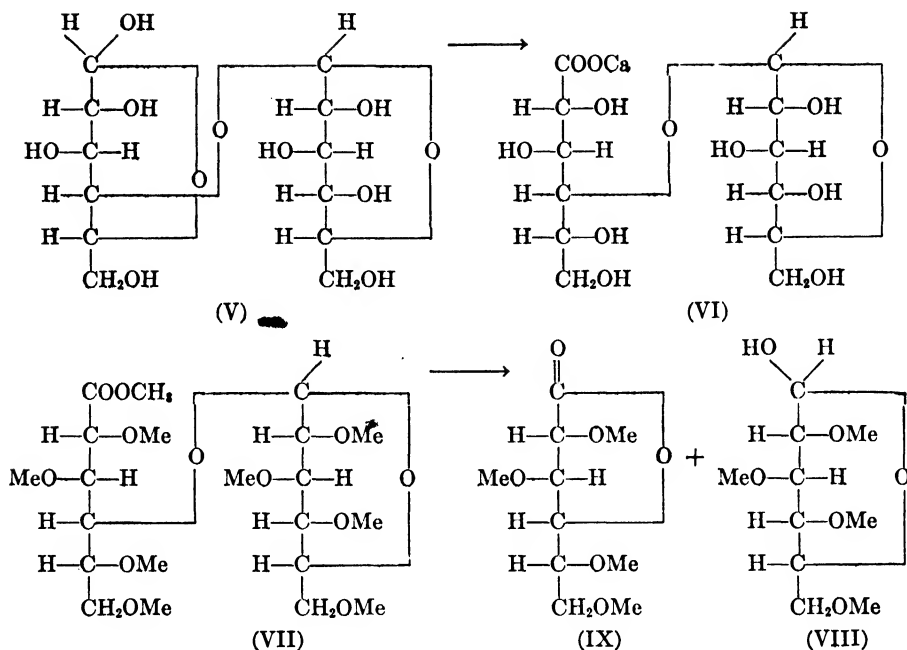 H OH H H
C C COOCa C
H—C—OH H—C—OH H—C—OH H—C—OH
HO—C—H O HO—C—H O HO—C—H O HO—C—H O
H—C O H—C—OH H—C H—C—OH
H—C H—C H—C—OH H—C
CH₂OH CH₂OH CH₂OH CH₂OH
(V) (VI)
H O HO H
COOCH₃ C C C
H—C—OMe O H—C—OMe H—C—OMe O + H—C—OMe
MeO—C—H MeO—C—H O MeO—C—H MeO—C—H O
H—C H—C—OMe H—C H—C—OMe
H—C—OMe H—C H—C—OMe H—C
CH₂OMe CH₂OMe CH₂OMe CH₂OMe
(VII) (IX) (VIII)